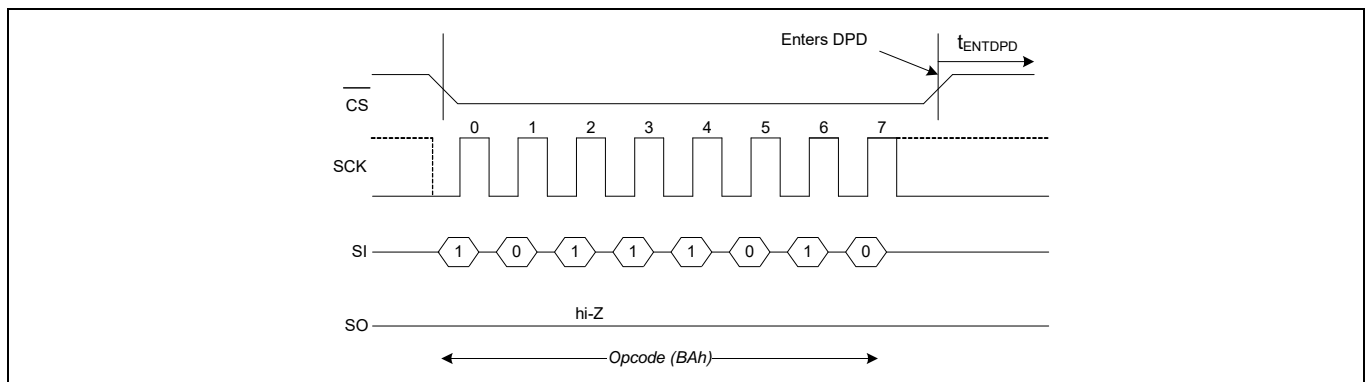 Enters DPD
tENTDPD
CS
0 1 2 3 4 5 6 7
SCK
SI 1 0 1 1 1 0 1 0
hi-Z
SO
Opcode (BAh)